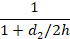 1
1 + d₂/2h